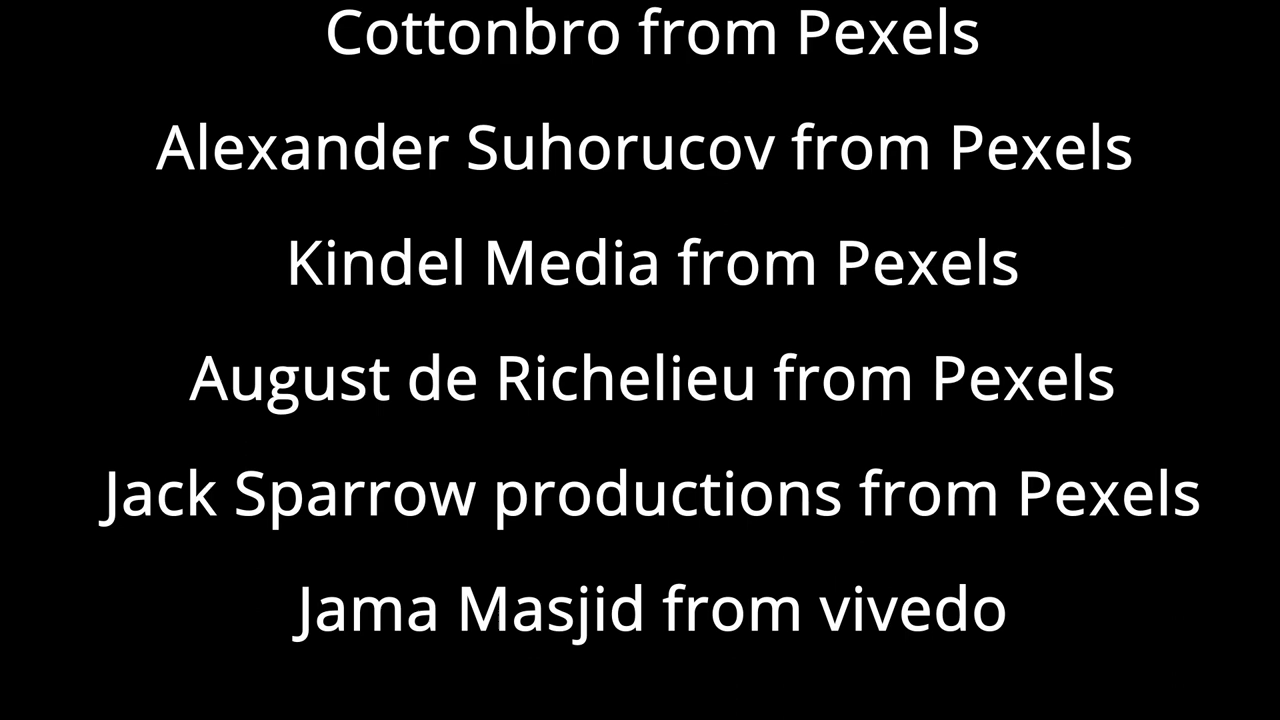 Cottonbro from Pexels
Alexander Suhorucov from Pexels
Kindel Media from Pexels
August de Richelieu from Pexels
Jack Sparrow productions from Pexels
Jama Masjid from vivedo